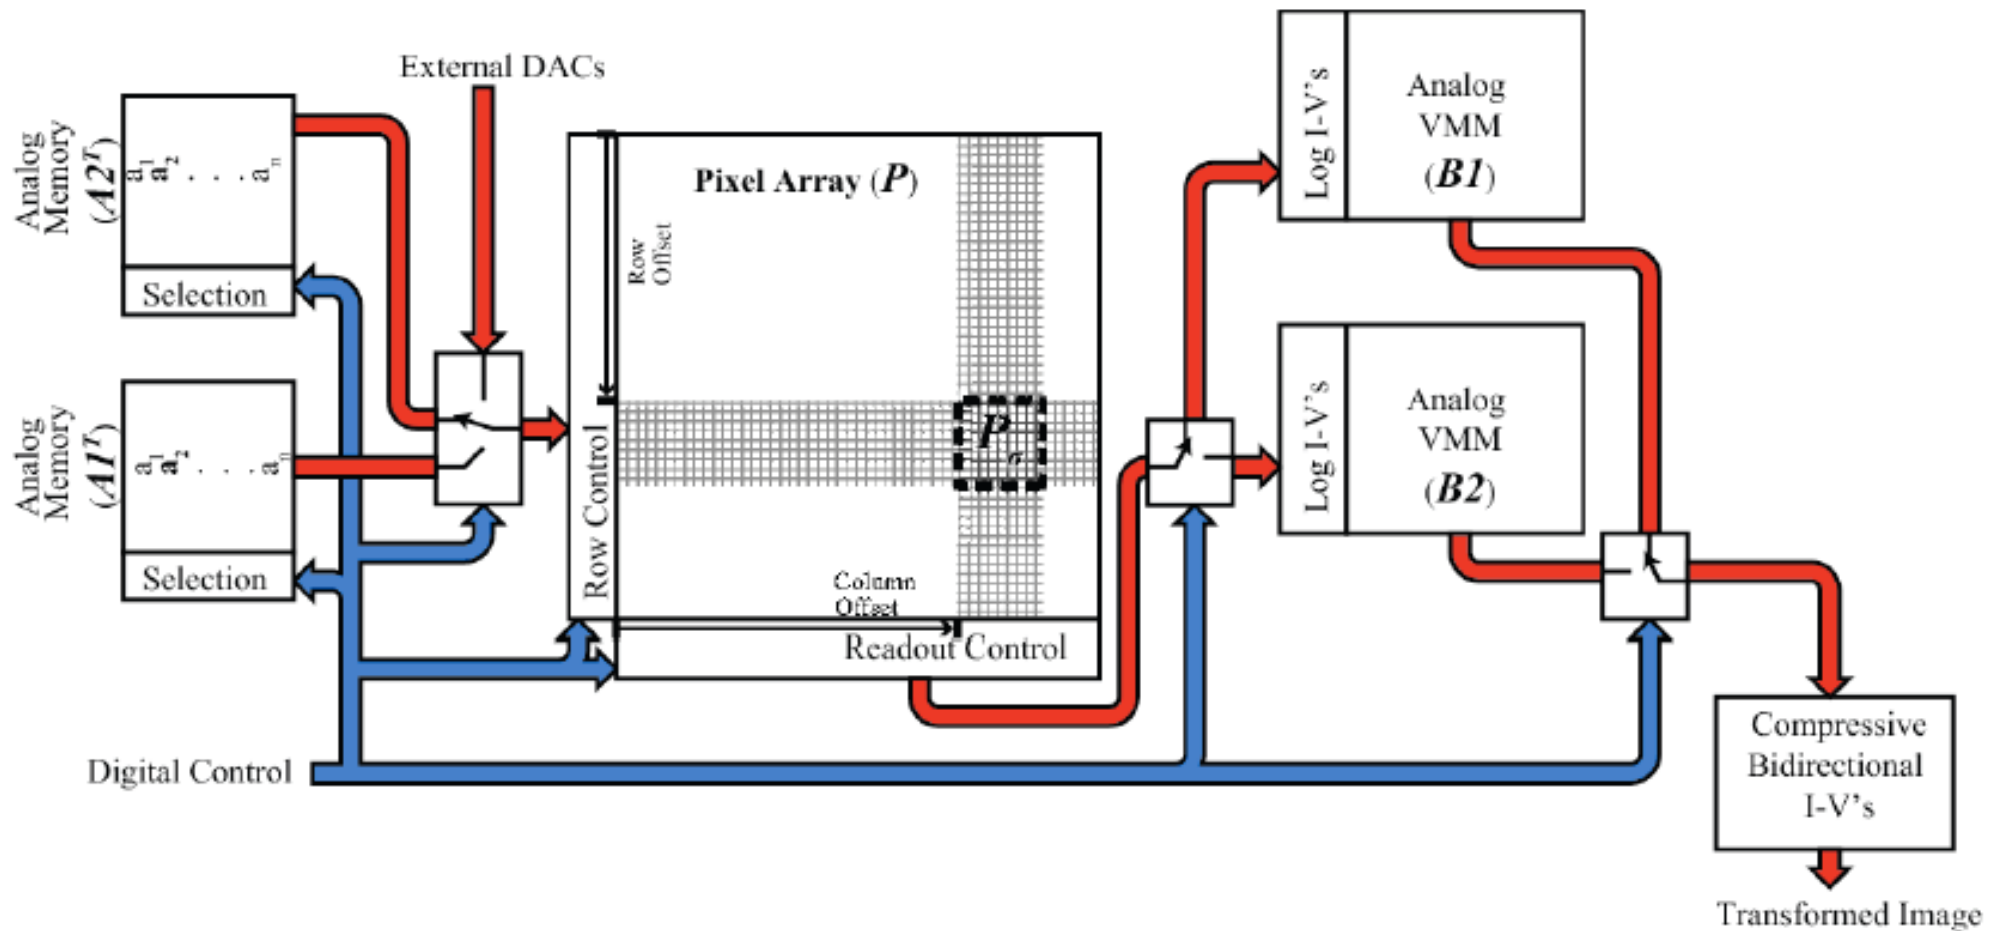 External DACs
Analog
Memory
(A2ᵀ)
a₁ a₂ . . . aₙ
Selection
Analog
Memory
(A1ᵀ)
a₁ a₂ . . . aₙ
Selection
Digital Control
Pixel Array (P)
Row
Offset
Row Control
P
σ
Column
Offset
Readout Control
Log I-V's
Analog
VMM
(B1)
Log I-V's
Analog
VMM
(B2)
Compressive
Bidirectional
I-V's
Transformed Image